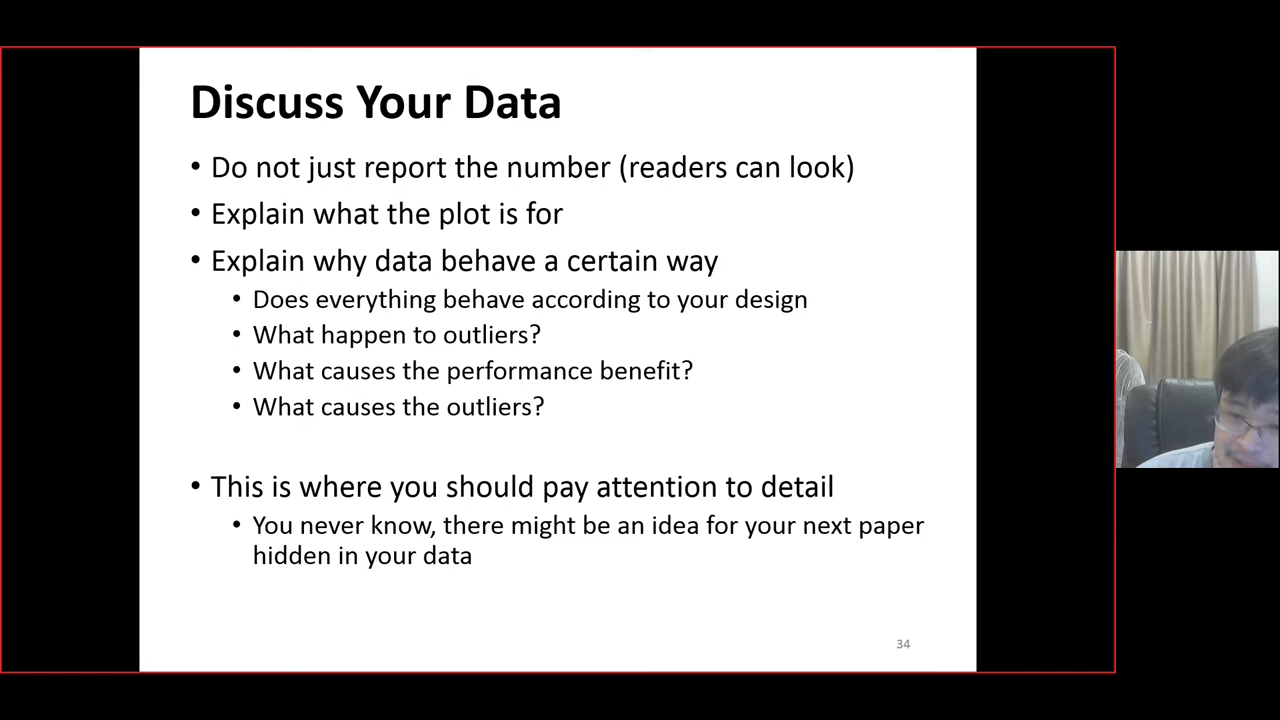 Discuss Your Data
• Do not just report the number (readers can look)
• Explain what the plot is for
• Explain why data behave a certain way
• Does everything behave according to your design
• What happen to outliers?
• What causes the performance benefit?
• What causes the outliers?
• This is where you should pay attention to detail
• You never know, there might be an idea for your next paper
hidden in your data
34